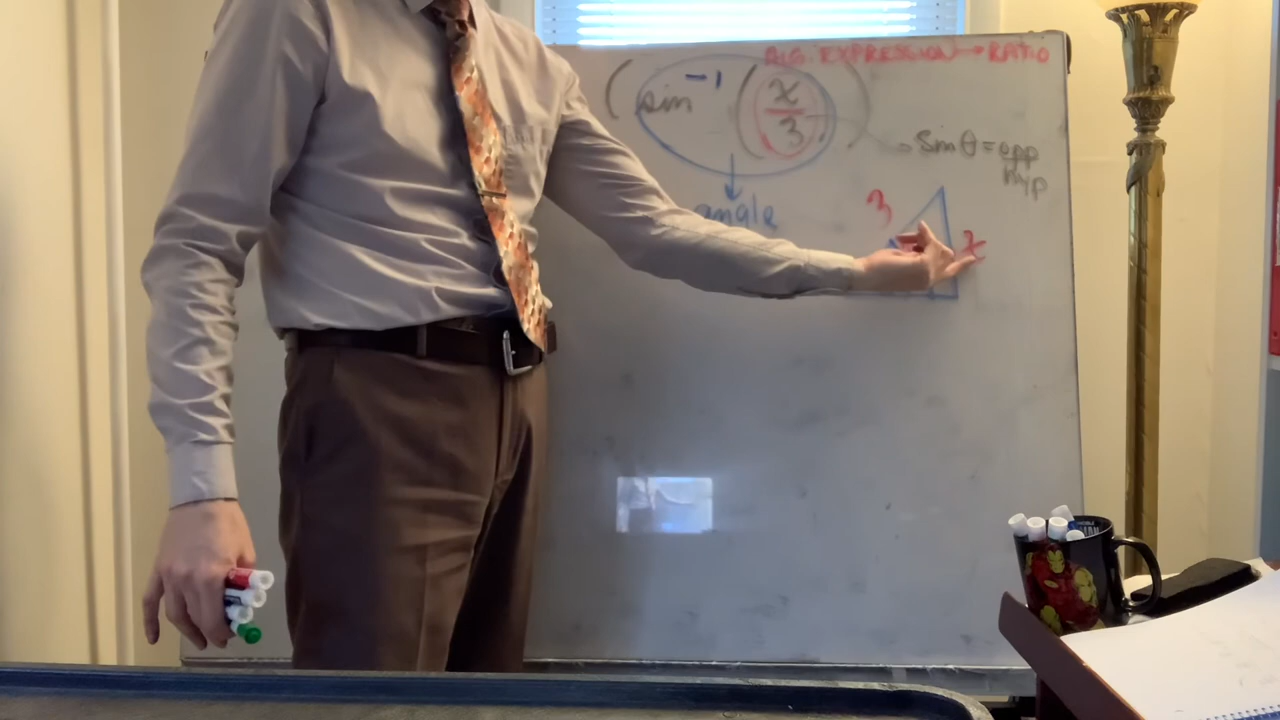 ALG. EXPRESSION → RATIO
(sin⁻¹(x/3))
sin θ = opp
hyp
angle
3
x